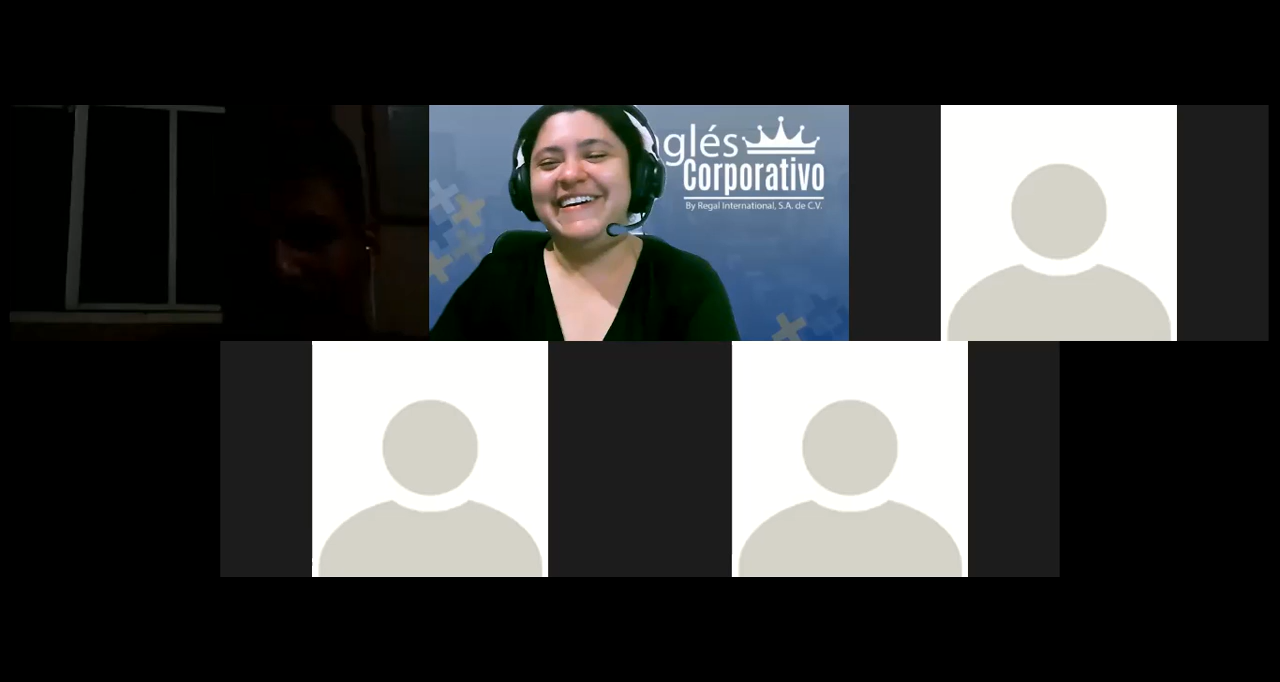 glés
Corporativo
By Regal International, S.A. de C.V.